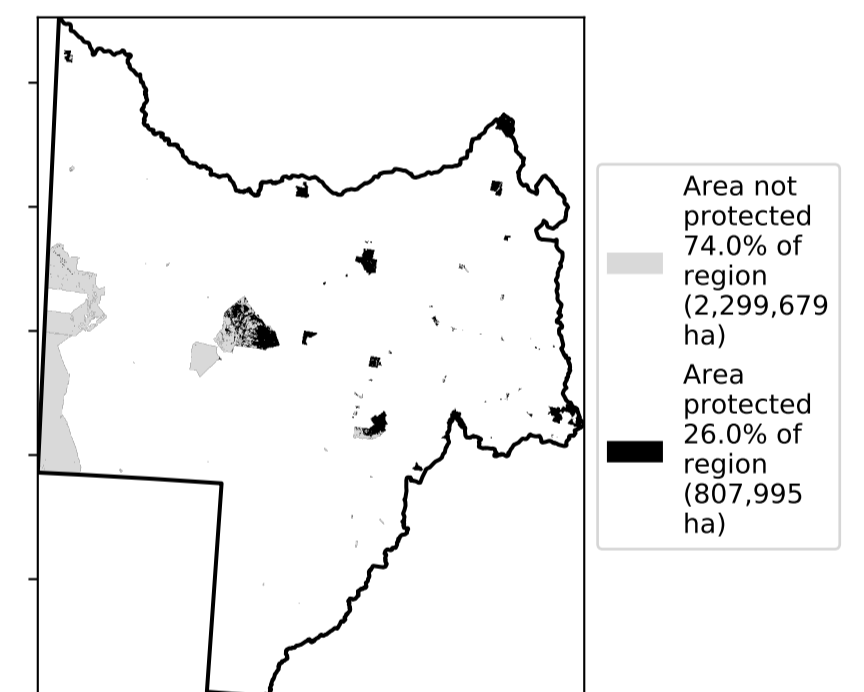 Area not
protected
74.0% of
region
(2,299,679
ha)
Area
protected
26.0% of
region
(807,995
ha)